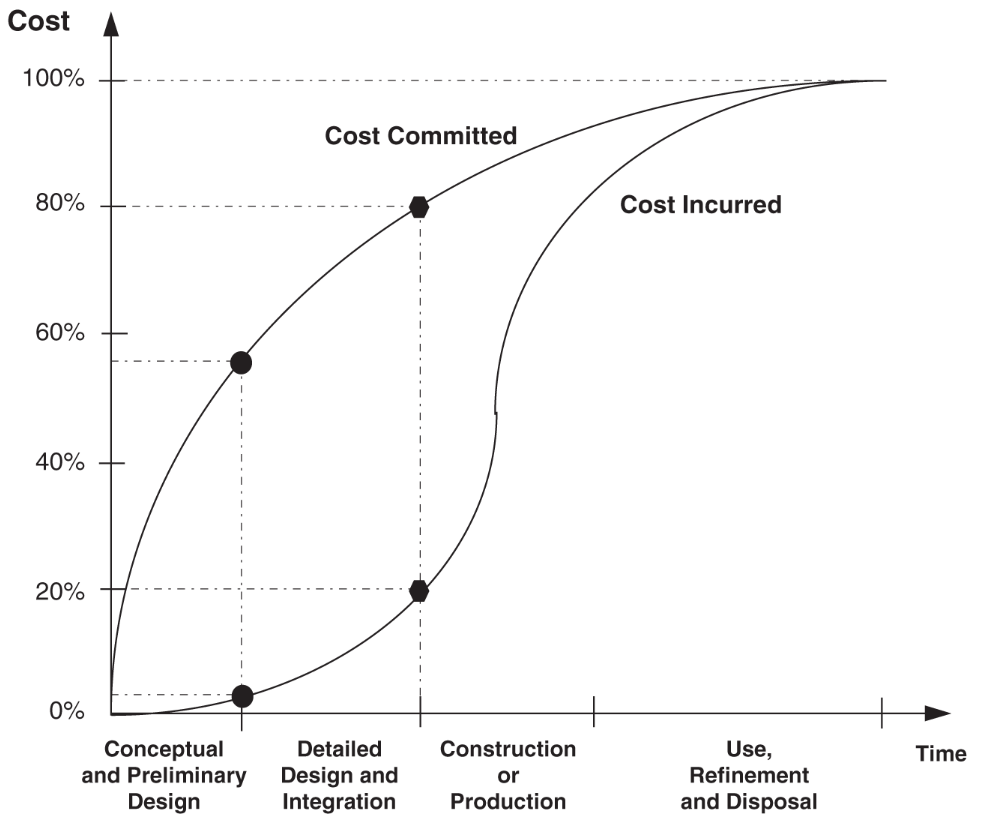 Cost
100%
Cost Committed
80%
Cost Incurred
60%
40%
20%
0%
Conceptual
and Preliminary
Design
Detailed
Design and
Integration
Construction
or
Production
Use,
Refinement
and Disposal
Time